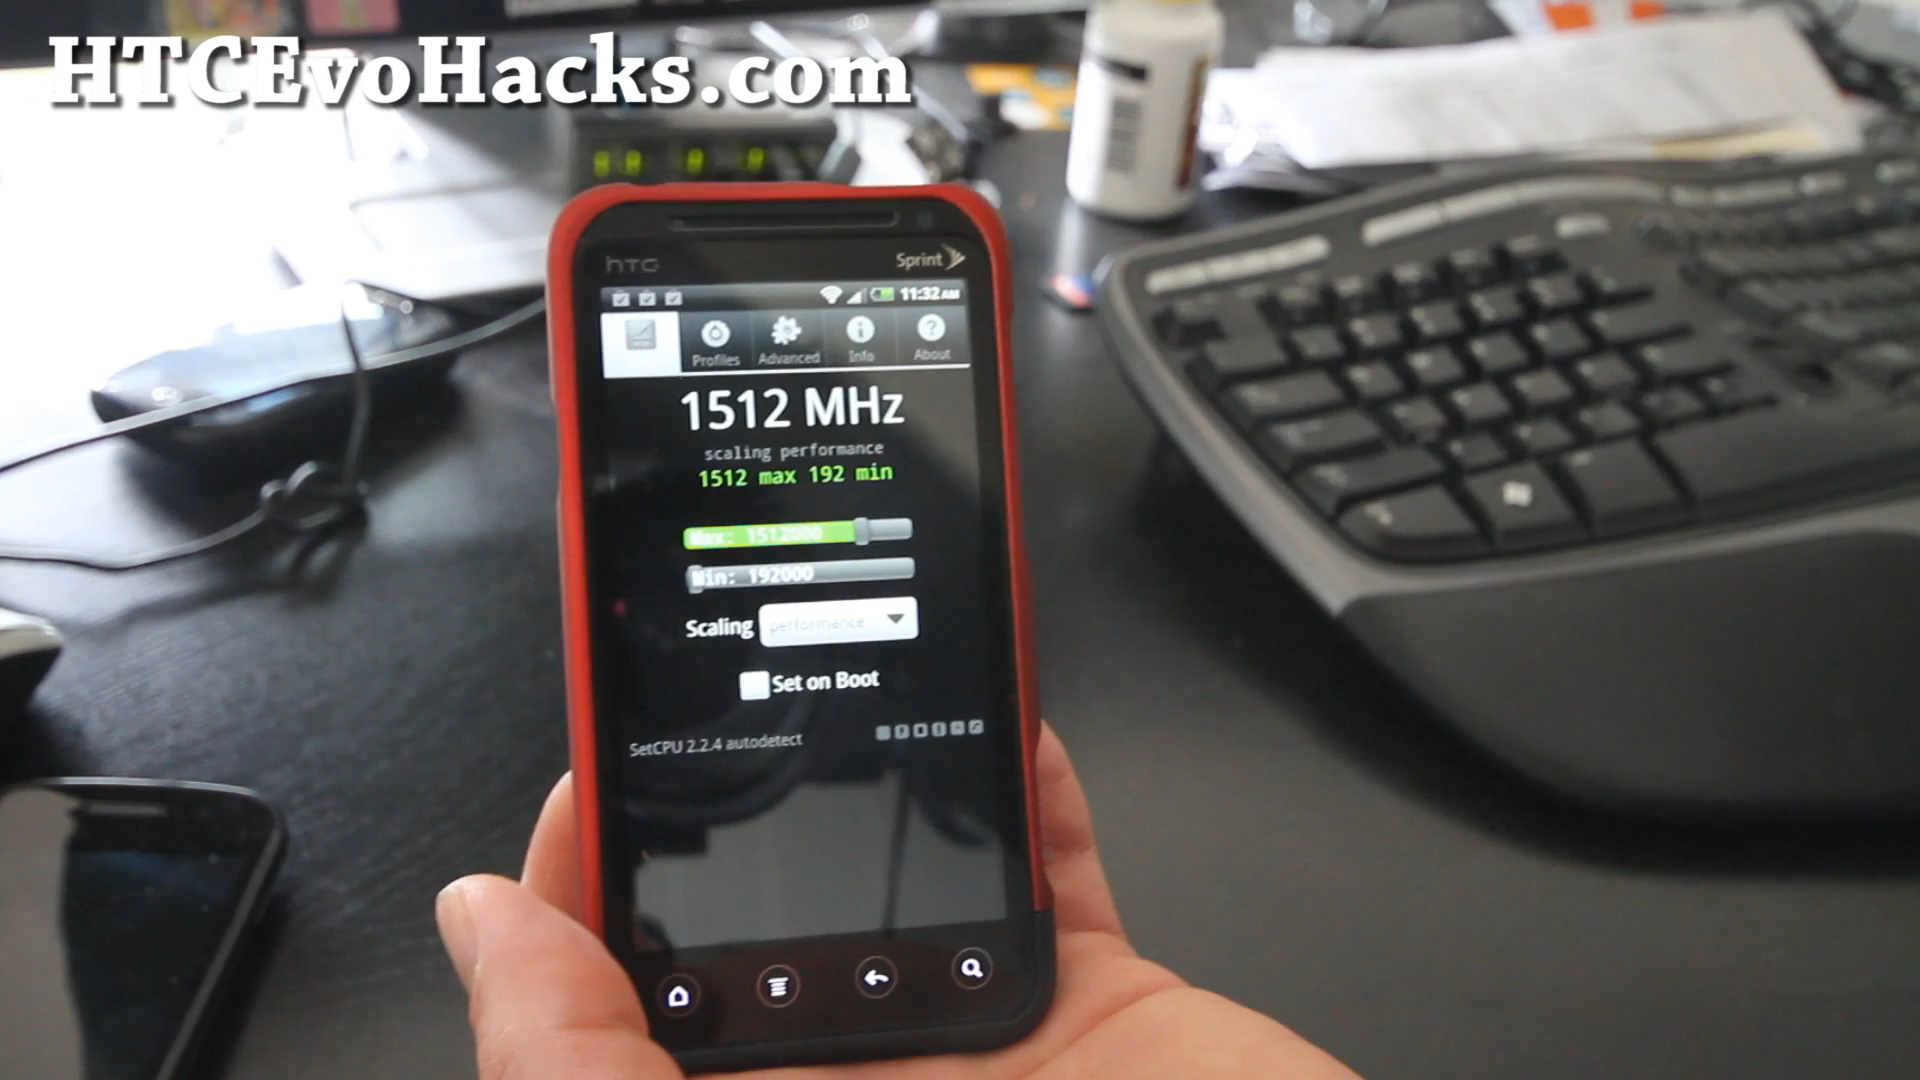 HTCEvoHacks.com
hTC
Sprint
11:32 AM
Profiles Advanced Info About
1512 MHz
scaling performance
1512 max 192 min
Max: 1512000
Min: 192000
Scaling performance
Set on Boot
SetCPU 2.2.4 autodetect